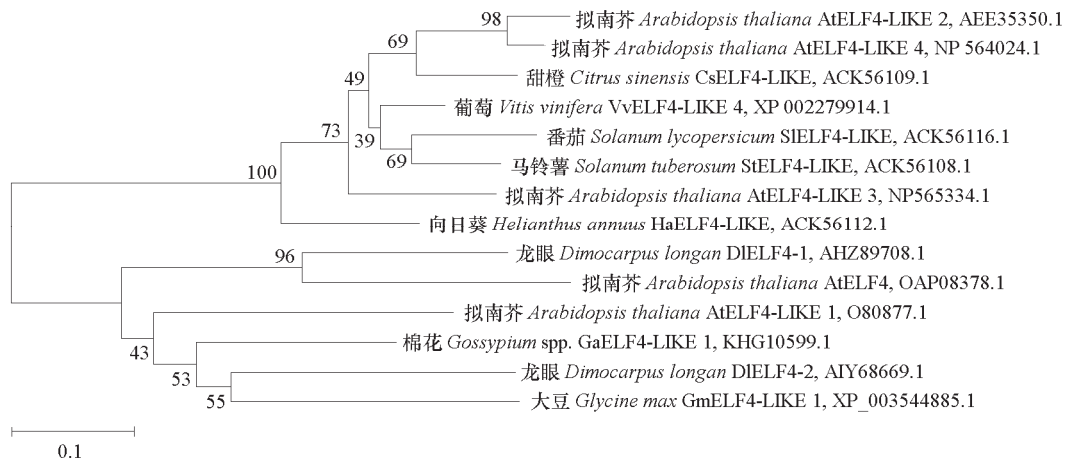 98 拟南芥 Arabidopsis thaliana AtELF4-LIKE 2, AEE35350.1
69 拟南芥 Arabidopsis thaliana AtELF4-LIKE 4, NP 564024.1
甜橙 Citrus sinensis CsELF4-LIKE, ACK56109.1
49
葡萄 Vitis vinifera VvELF4-LIKE 4, XP 002279914.1
73 39 番茄 Solanum lycopersicum SlELF4-LIKE, ACK56116.1
69 马铃薯 Solanum tuberosum StELF4-LIKE, ACK56108.1
100
拟南芥 Arabidopsis thaliana AtELF4-LIKE 3, NP565334.1
向日葵 Helianthus annuus HaELF4-LIKE, ACK56112.1
96 龙眼 Dimocarpus longan DlELF4-1, AHZ89708.1
拟南芥 Arabidopsis thaliana AtELF4, OAP08378.1
拟南芥 Arabidopsis thaliana AtELF4-LIKE 1, O80877.1
43 棉花 Gossypium spp. GaELF4-LIKE 1, KHG10599.1
53 龙眼 Dimocarpus longan DlELF4-2, AIY68669.1
55 大豆 Glycine max GmELF4-LIKE 1, XP_003544885.1
0.1